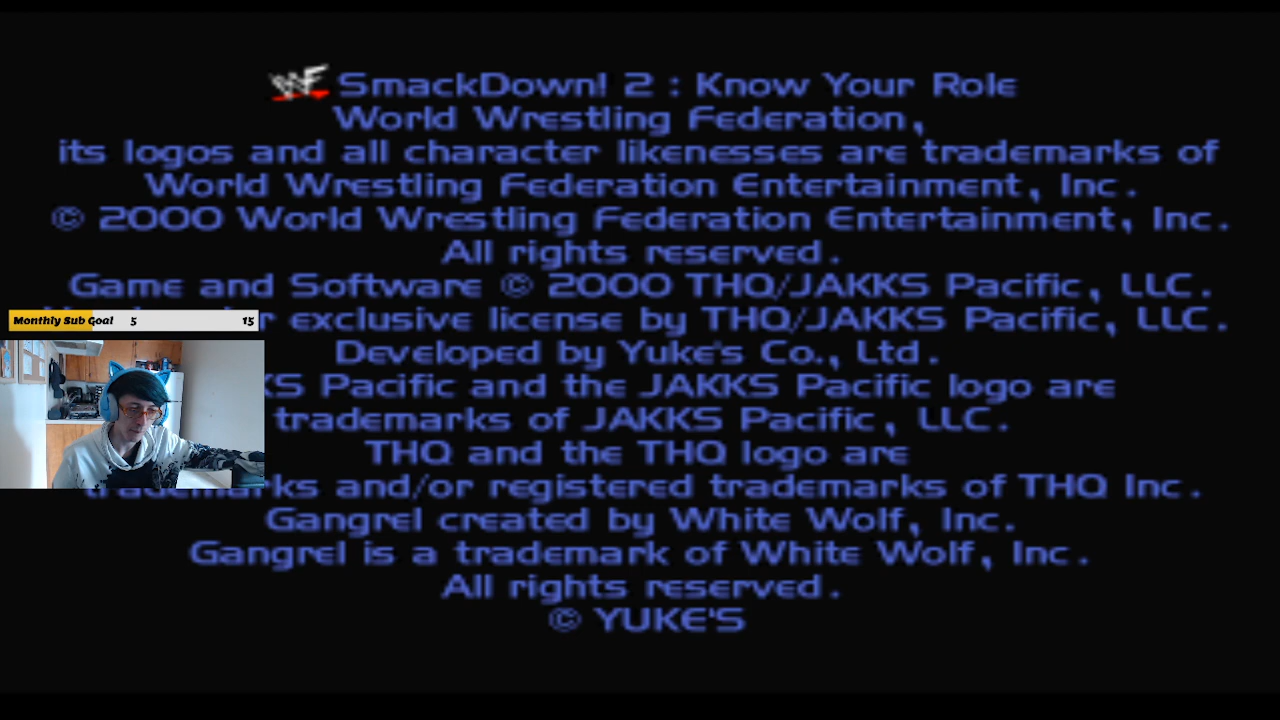 WF SmackDown! 2 : Know Your Role
World Wrestling Federation,
its logos and all character likenesses are trademarks of
World Wrestling Federation Entertainment, Inc.
© 2000 World Wrestling Federation Entertainment, Inc.
All rights reserved.
Game and Software © 2000 THQ/JAKKS Pacific, LLC.
Monthly Sub Goal 5 15
exclusive license by THQ/JAKKS Pacific, LLC.
Developed by Yuke's Co., Ltd.
KS Pacific and the JAKKS Pacific logo are
trademarks of JAKKS Pacific, LLC.
THQ and the THQ logo are
trademarks and/or registered trademarks of THQ Inc.
Gangrel created by White Wolf, Inc.
Gangrel is a trademark of White Wolf, Inc.
All rights reserved.
© YUKE'S